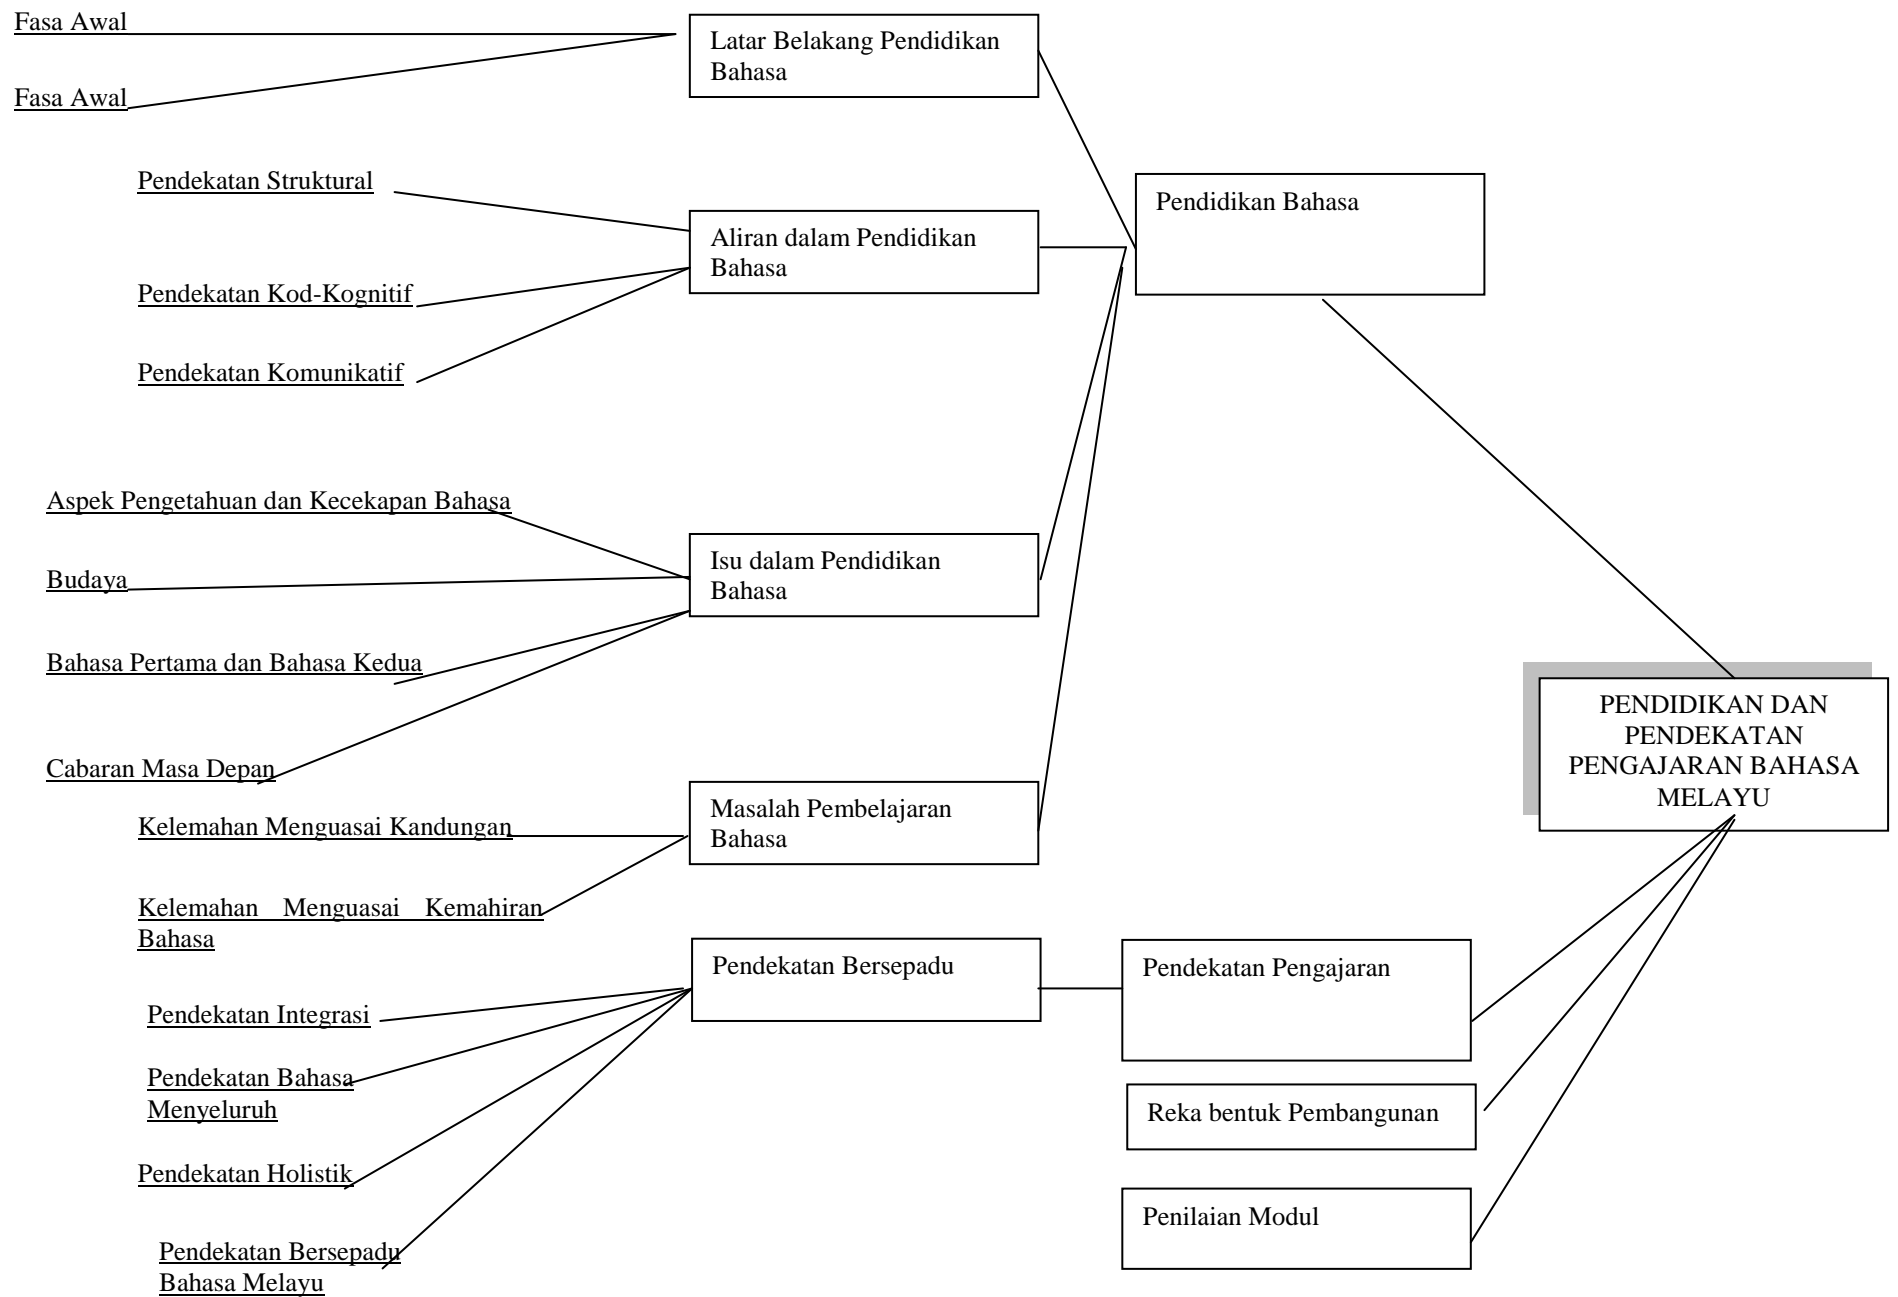 Fasa Awal
Fasa Awal
Latar Belakang Pendidikan
Bahasa
Pendekatan Struktural
Pendekatan Kod-Kognitif
Pendekatan Komunikatif
Aliran dalam Pendidikan
Bahasa
Pendidikan Bahasa
Aspek Pengetahuan dan Kecekapan Bahasa
Budaya
Bahasa Pertama dan Bahasa Kedua
Cabaran Masa Depan
Isu dalam Pendidikan
Bahasa
PENDIDIKAN DAN
PENDEKATAN
PENGAJARAN BAHASA
MELAYU
Kelemahan Menguasai Kandungan
Kelemahan Menguasai Kemahiran
Bahasa
Masalah Pembelajaran
Bahasa
Pendekatan Integrasi
Pendekatan Bahasa
Menyeluruh
Pendekatan Holistik
Pendekatan Bersepadu
Bahasa Melayu
Pendekatan Bersepadu
Pendekatan Pengajaran
Reka bentuk Pembangunan
Penilaian Modul